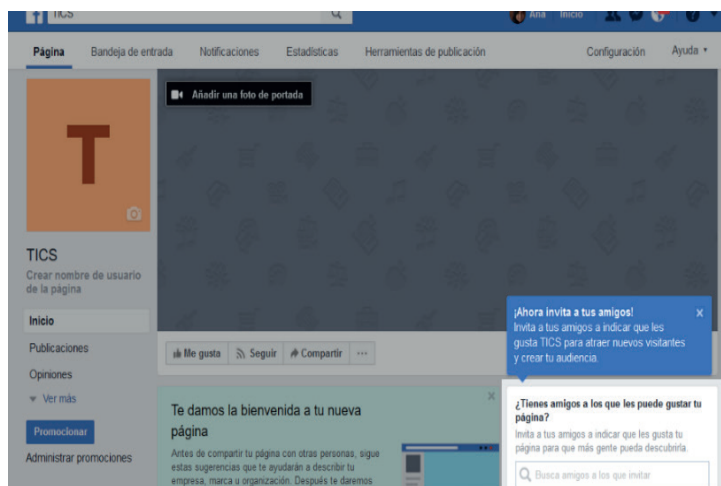 TICS
Ana Inicio
Página Bandeja de entrada Notificaciones Estadísticas Herramientas de publicación Configuración Ayuda
Añadir una foto de portada
T
TICS
Crear nombre de usuario
de la página
Inicio
Publicaciones
Opiniones
Ver más
Promocionar
Administrar promociones
Me gusta Seguir Compartir ...
¡Ahora invita a tus amigos!
Invita a tus amigos a indicar que les
gusta TICS para atraer nuevos visitantes
y crear tu audiencia.
Te damos la bienvenida a tu nueva
página
Antes de compartir tu página con otras personas, sigue
estas sugerencias que te ayudarán a describir tu
empresa, marca u organización. Después te daremos
¿Tienes amigos a los que les puede gustar tu
página?
Invita a tus amigos a indicar que les gusta tu
página para que más gente pueda descubrirla.
Busca amigos a los que invitar